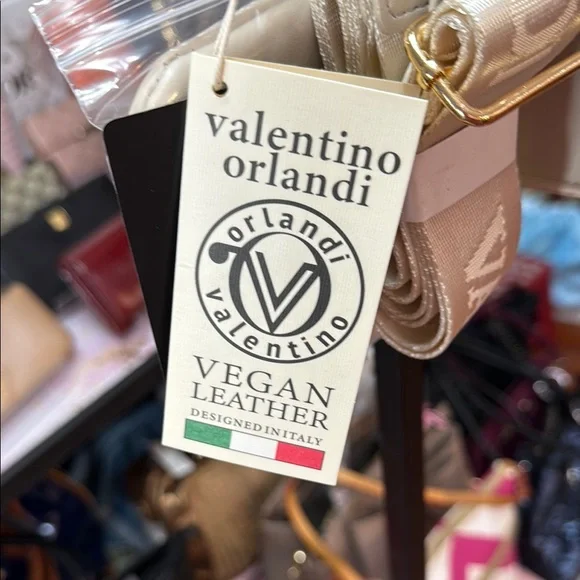 valentino
orlandi
orlandi
V
valentino
VEGAN
LEATHER
DESIGNED IN ITALY